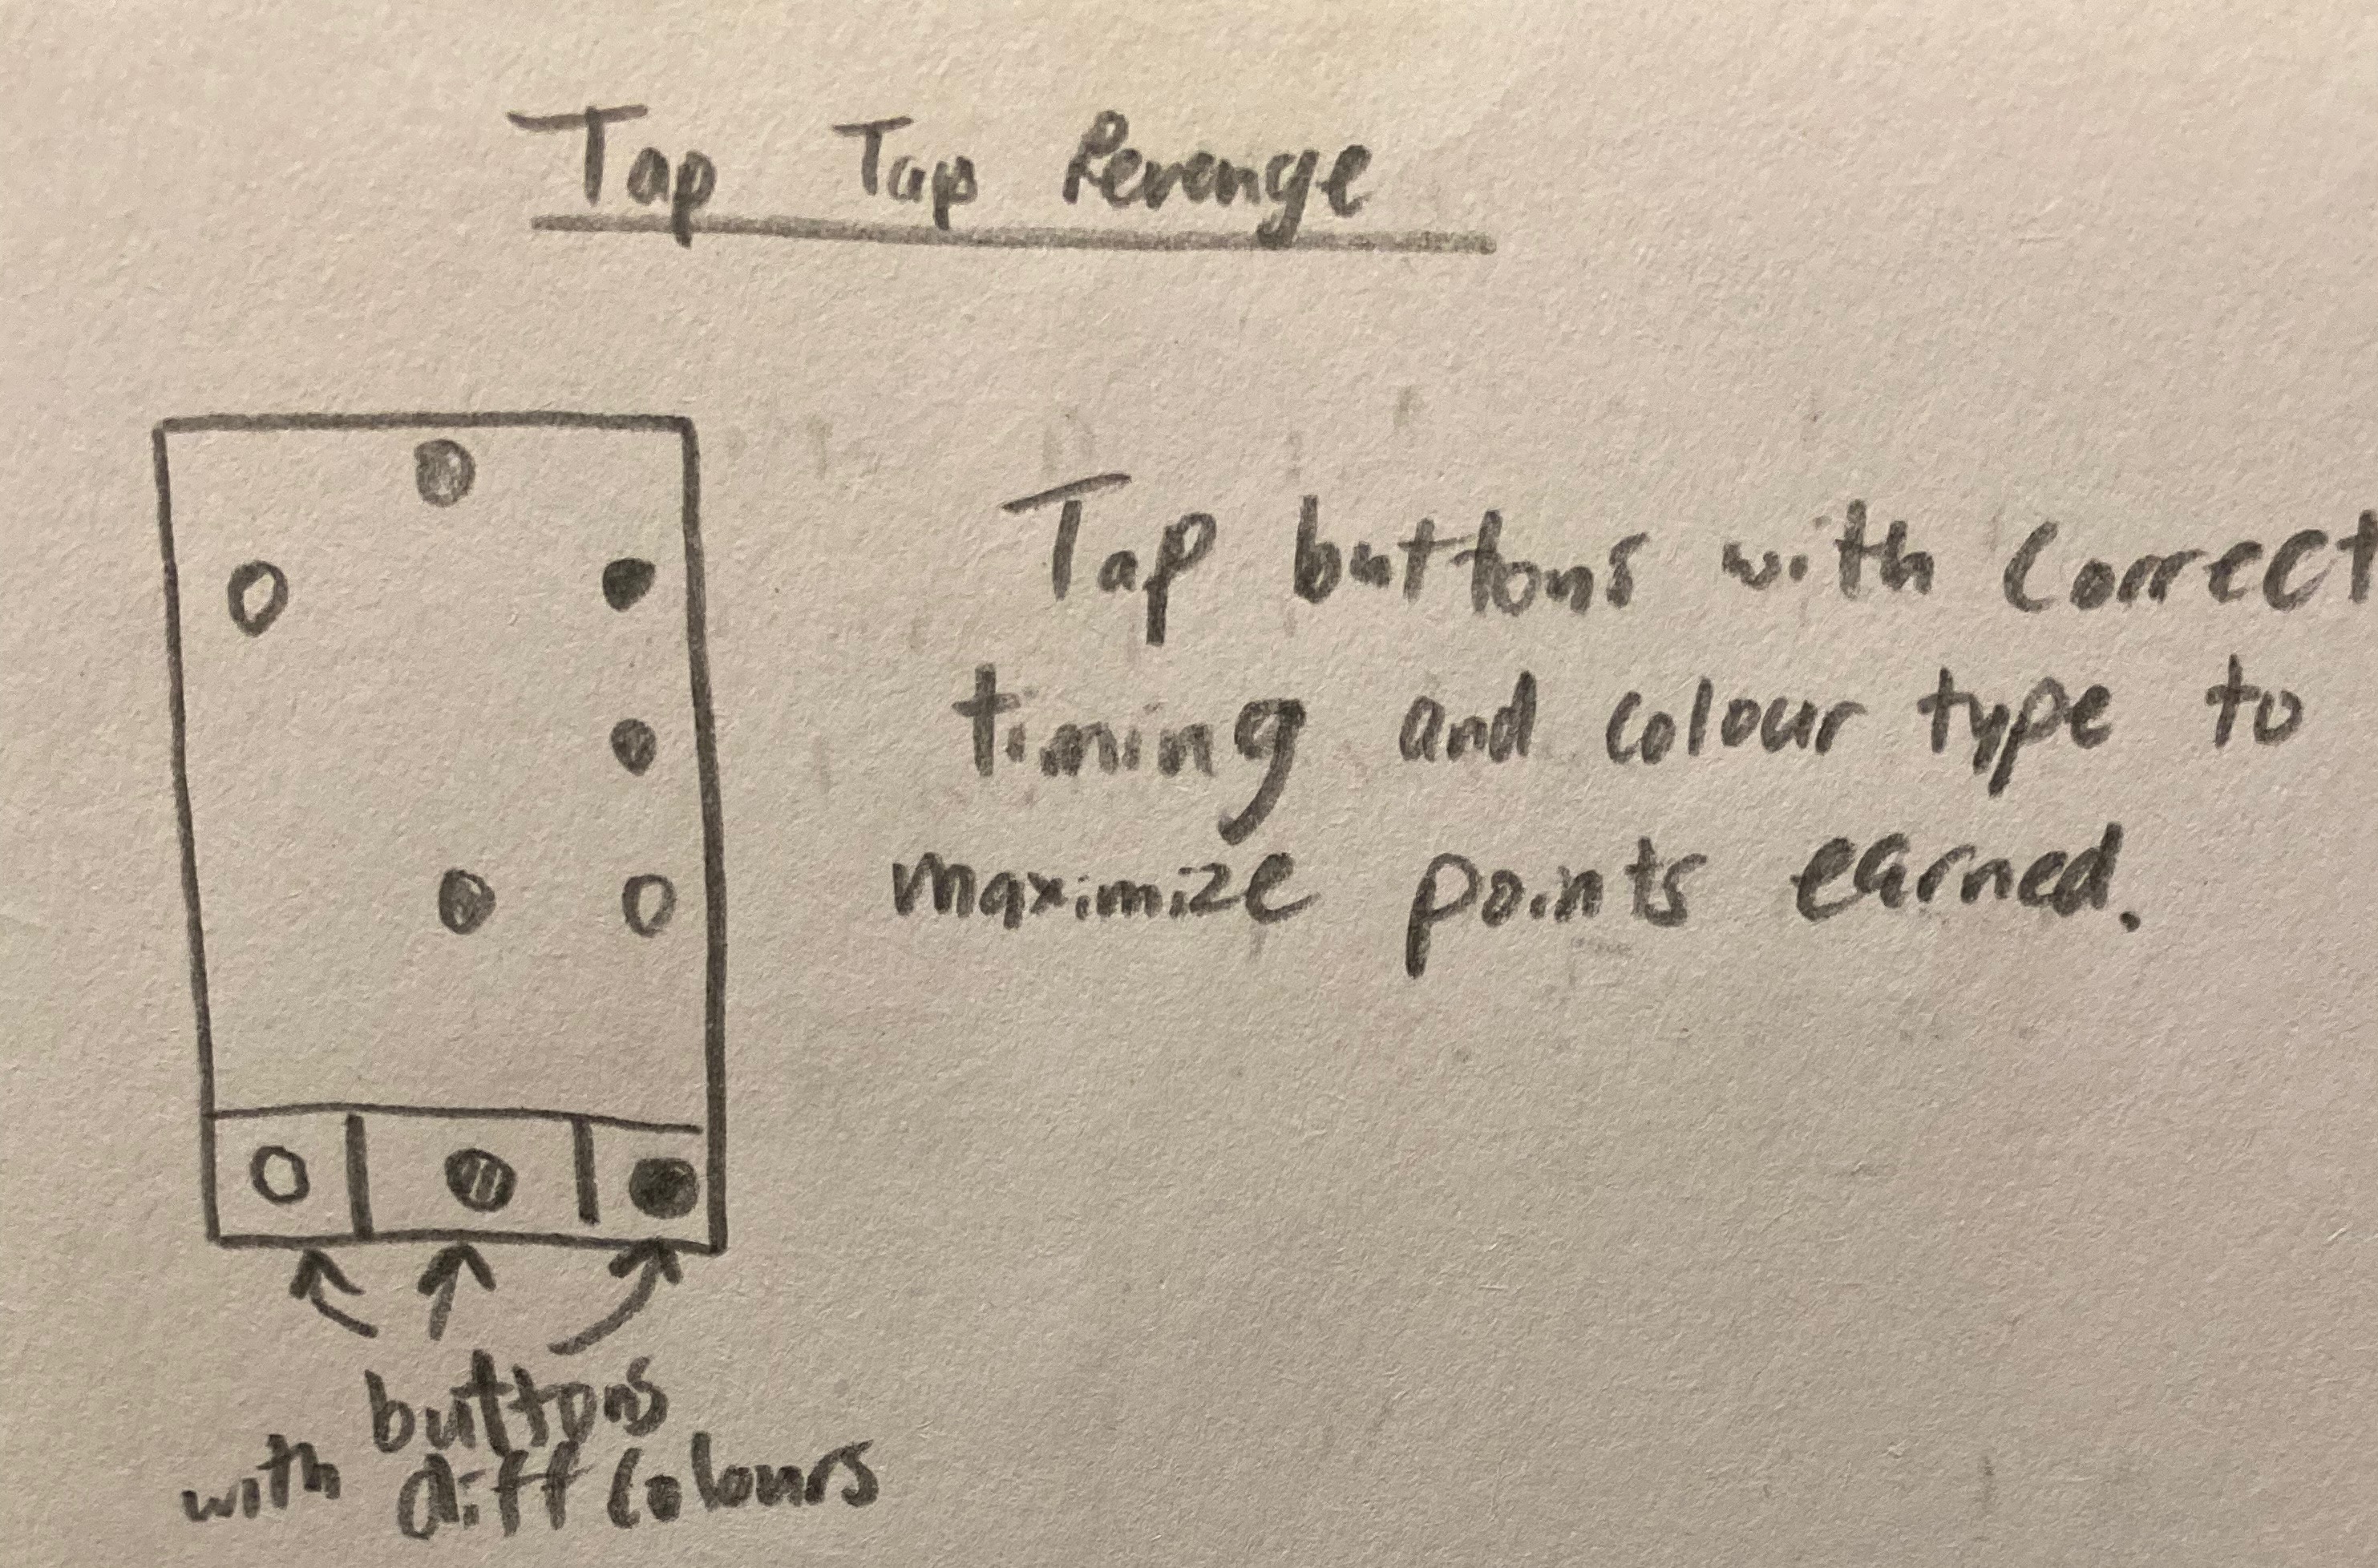 Tap Tap Revenge
Tap buttons with correct
timing and colour type to
maximize points earned.
buttons
with diff colours